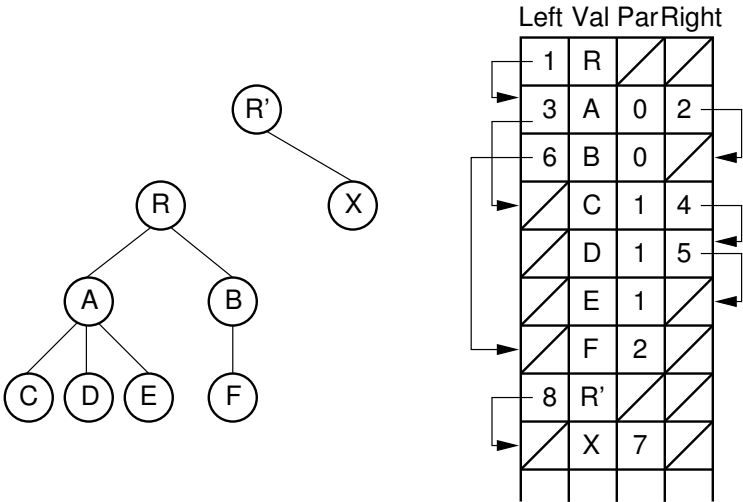 Left Val Par Right
1 R
R'
3 A 0 2
6 B 0
R X
C 1 4
D 1 5
A B
E 1
F 2
C D E F
8 R'
X 7